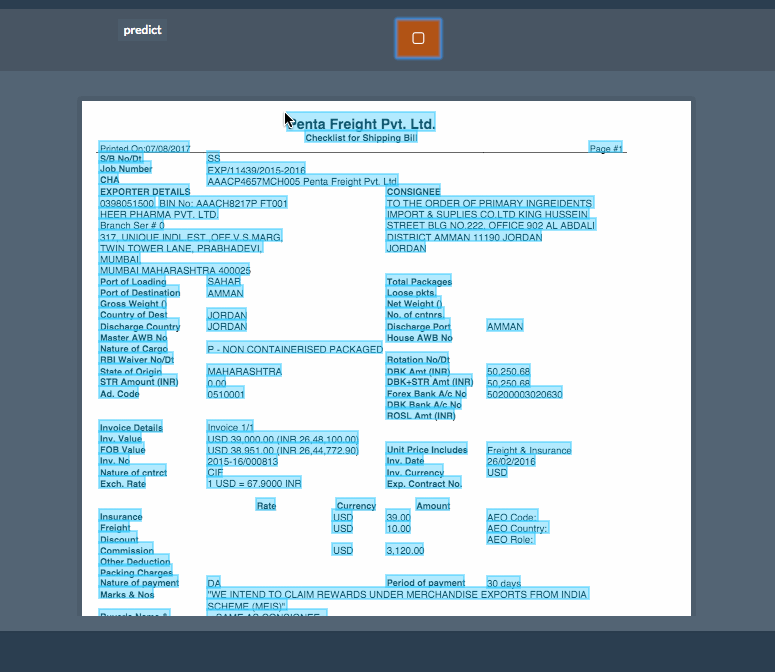 predict
Penta Freight Pvt. Ltd.
Checklist for Shipping Bill
Printed On:07/08/2017 Page #1
S/B No/Dt. SS
Job Number EXP/11439/2015-2016
CHA AAACP4657MCH005 Penta Freight Pvt. Ltd
EXPORTER DETAILS CONSIGNEE
0398051500 BIN No: AAACH8217P FT001 TO THE ORDER OF PRIMARY INGREIDENTS
HEER PHARMA PVT. LTD. IMPORT & SUPLIES CO.LTD KING HUSSEIN
Branch Ser # 0 STREET BLG NO.222, OFFICE 902 AL ABDALI
317, UNIQUE INDL EST, OFF.V.S.MARG, DISTRICT AMMAN 11190 JORDAN
TWIN TOWER LANE, PRABHADEVI, JORDAN
MUMBAI
MUMBAI MAHARASHTRA 400025
Port of Loading SAHAR Total Packages
Port of Destination AMMAN Loose pkts
Gross Weight () Net Weight ()
Country of Dest JORDAN No. of cntnrs.
Discharge Country JORDAN Discharge Port AMMAN
Master AWB No House AWB No
Nature of Cargo P - NON CONTAINERISED PACKAGED
RBI Waiver No/Dt Rotation No/Dt
State of Origin MAHARASHTRA DBK Amt (INR) 50,250.68
STR Amount (INR) 0.00 DBK+STR Amt (INR) 50,250.68
Ad. Code 0510001 Forex Bank A/c No 50200003020630
DBK Bank A/c No
ROSL Amt (INR)
Invoice Details Invoice 1/1
Inv. Value USD 39,000.00 (INR 26,48,100.00)
FOB Value USD 38,951.00 (INR 26,44,772.90) Unit Price Includes Freight & Insurance
Inv. No 2015-16/000813 Inv. Date 26/02/2016
Nature of cntrct CIF Inv. Currency USD
Exch. Rate 1 USD = 67.9000 INR Exp. Contract No.
Rate Currency Amount
Insurance USD 39.00 AEO Code:
Freight USD 10.00 AEO Country:
Discount AEO Role:
Commission USD 3,120.00
Other Deduction
Packing Charges
Nature of payment DA Period of payment 30 days
Marks & Nos "WE INTEND TO CLAIM REWARDS UNDER MERCHANDISE EXPORTS FROM INDIA
SCHEME (MEIS)"